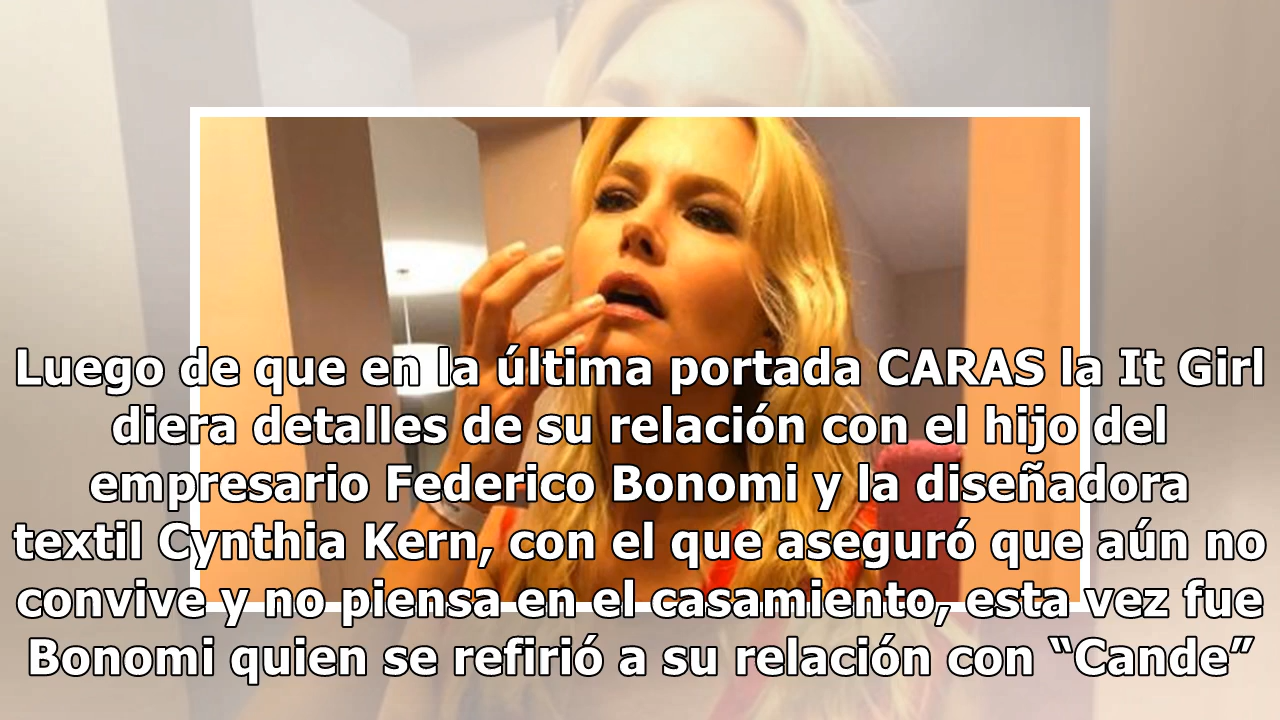 Luego de que en la última portada CARAS la It Girl
diera detalles de su relación con el hijo del
empresario Federico Bonomi y la diseñadora
textil Cynthia Kern, con el que aseguró que aún no
convive y no piensa en el casamiento, esta vez fue
Bonomi quien se refirió a su relación con “Cande”